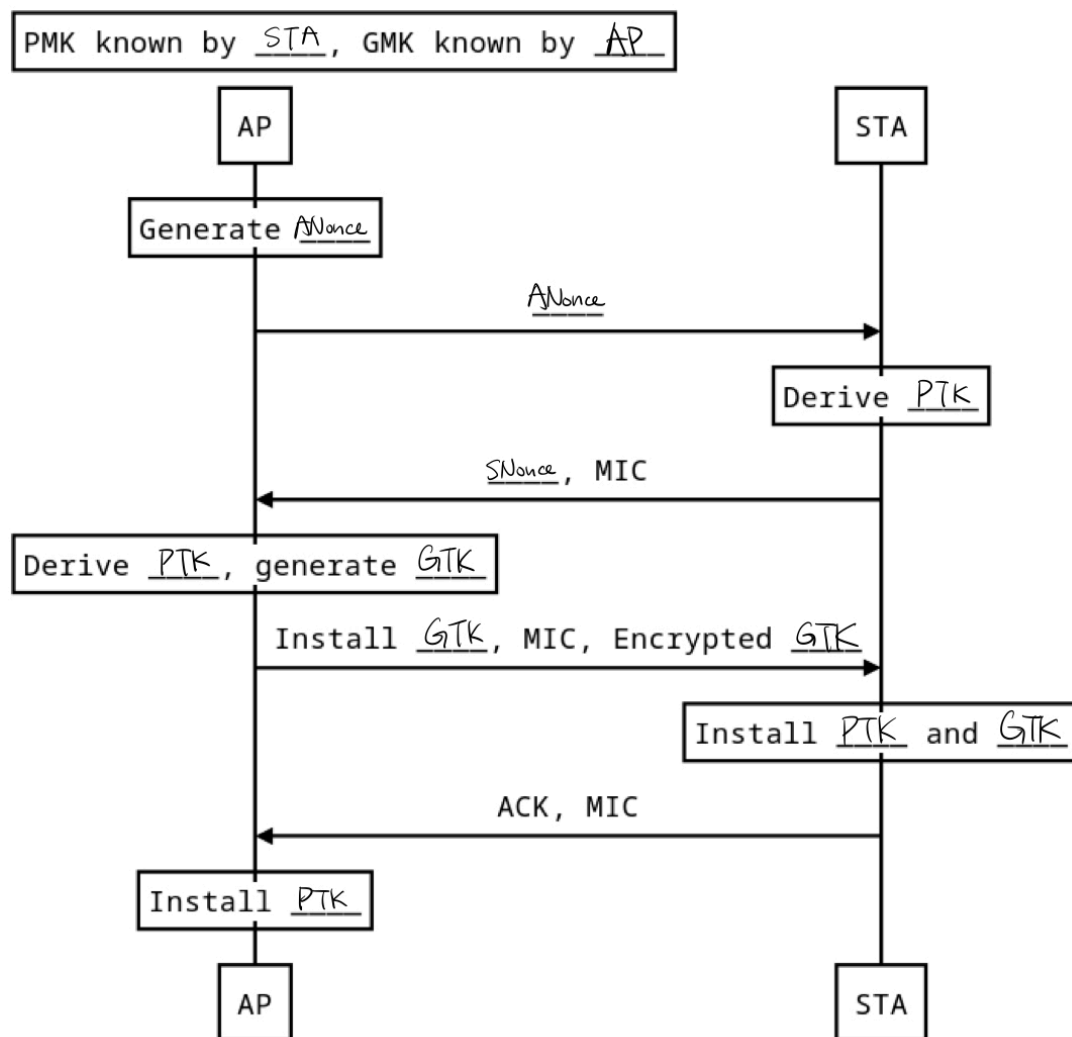 PMK known by STA, GMK known by AP
AP STA
Generate ANonce
ANonce
Derive PTK
SNonce, MIC
Derive PTK, generate GTK
Install GTK, MIC, Encrypted GTK
Install PTK and GTK
ACK, MIC
Install PTK
AP STA